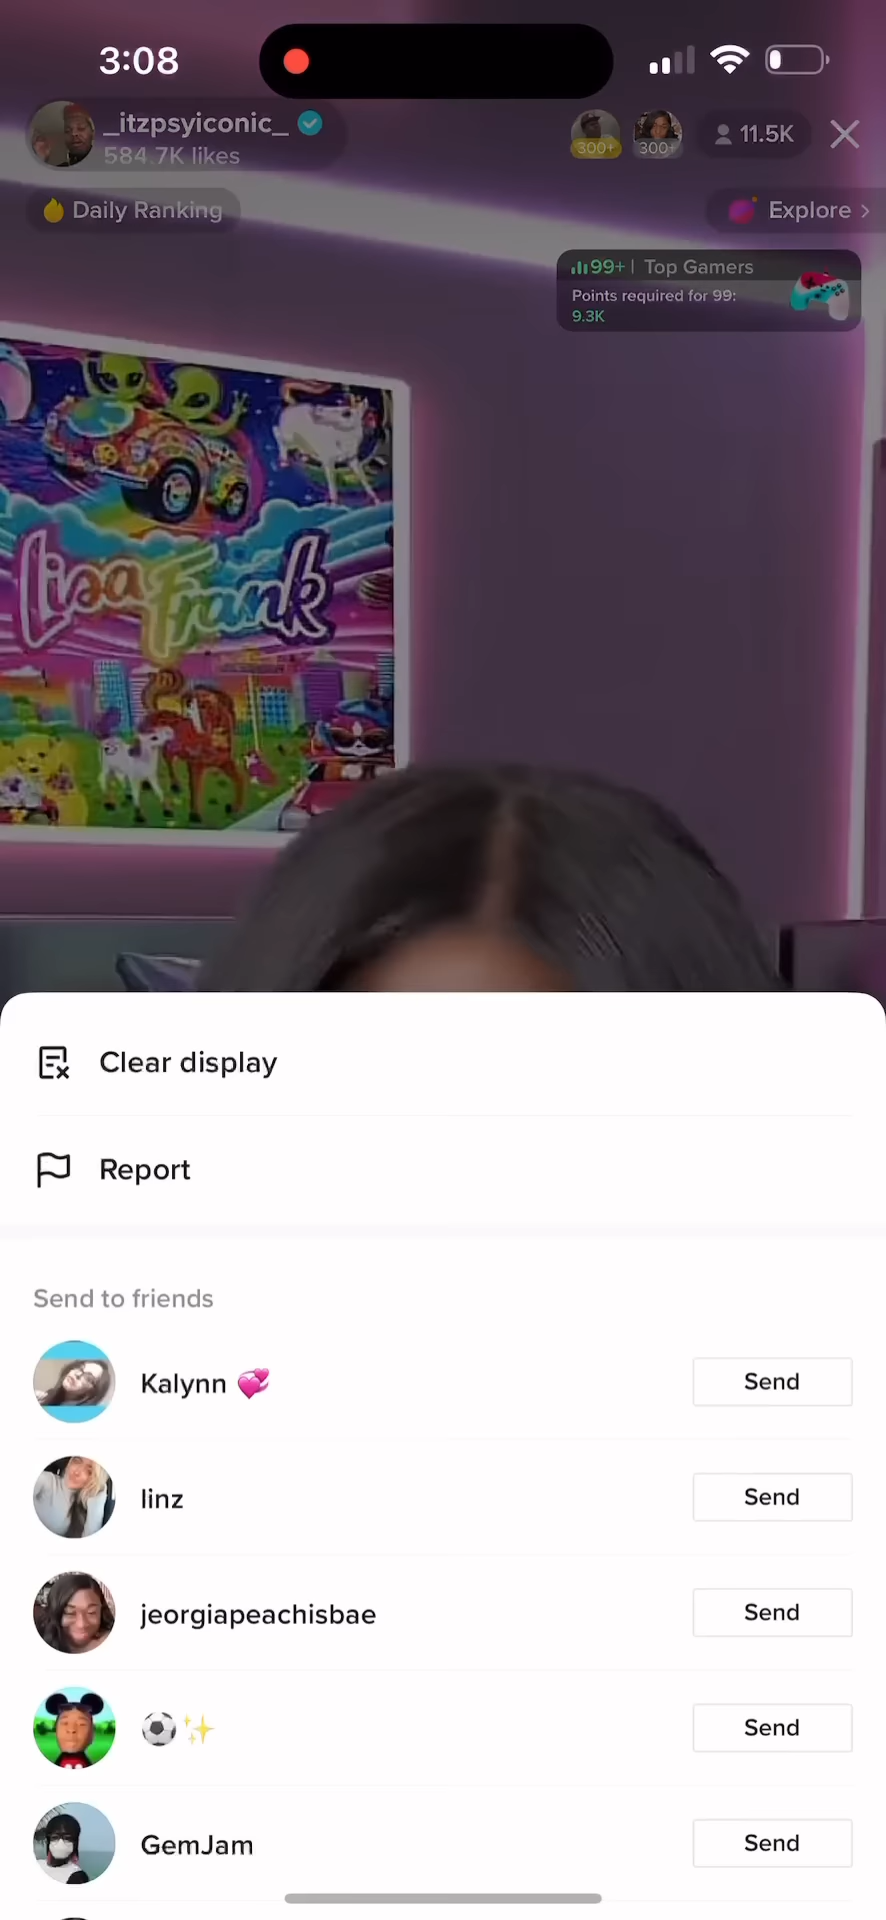 3:08
_itzpsyiconic_
584.7K likes
300+
300+
11.5K
Daily Ranking
Explore >
99+ | Top Gamers
Points required for 99:
9.3K
Lisa Frank
Clear display
Report
Send to friends
Kalynn 💞
Send
linz
Send
jeorgiapeachisbae
Send
⚽✨
Send
GemJam
Send